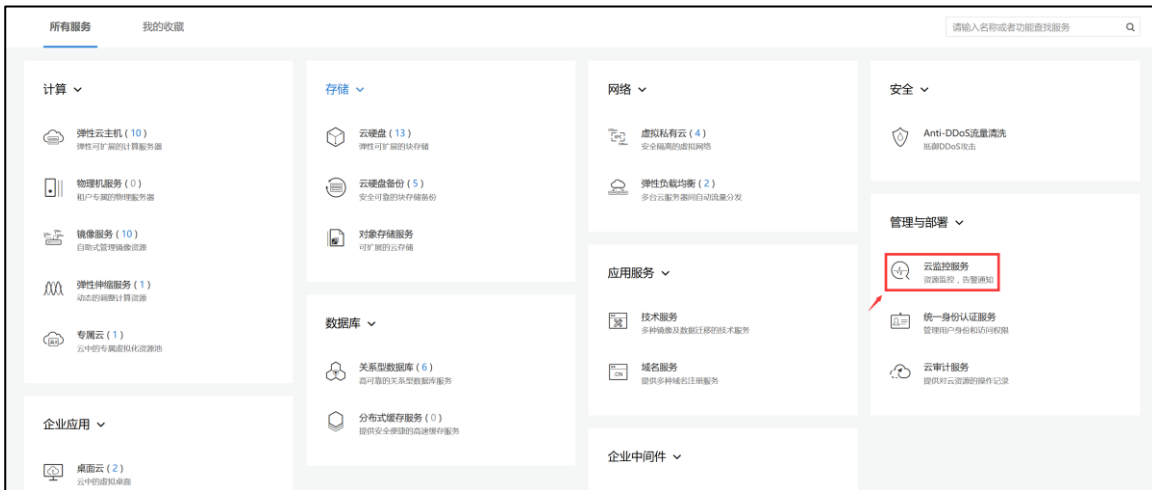 所有服务
我的收藏
请输入名称或者功能查找服务
计算
弹性云主机 ( 10 )
弹性可扩展的计算服务器
物理机服务 ( 0 )
租户专属的物理服务器
镜像服务 ( 10 )
自助式管理镜像资源
弹性伸缩服务 ( 1 )
动态的调整计算资源
专属云 ( 1 )
云中的专属虚拟化资源池
企业应用
桌面云 ( 2 )
云中的虚拟桌面
存储
云硬盘 ( 13 )
弹性可扩展的块存储
云硬盘备份 ( 5 )
安全可靠的块存储备份
对象存储服务
可扩展的云存储
数据库
关系型数据库 ( 6 )
高可靠的关系型数据库服务
分布式缓存服务 ( 0 )
提供安全便捷的高速缓存服务
网络
虚拟私有云 ( 4 )
安全隔离的虚拟网络
弹性负载均衡 ( 2 )
多台云服务器间自动流量分发
应用服务
技术服务
多种镜像及数据迁移的技术服务
.CN
域名服务
提供多种域名注册服务
企业中间件
安全
Anti-DDoS流量清洗
抵御DDoS攻击
管理与部署
云监控服务
资源监控，告警通知
统一身份认证服务
管理用户身份和访问权限
云审计服务
提供对云资源的操作记录